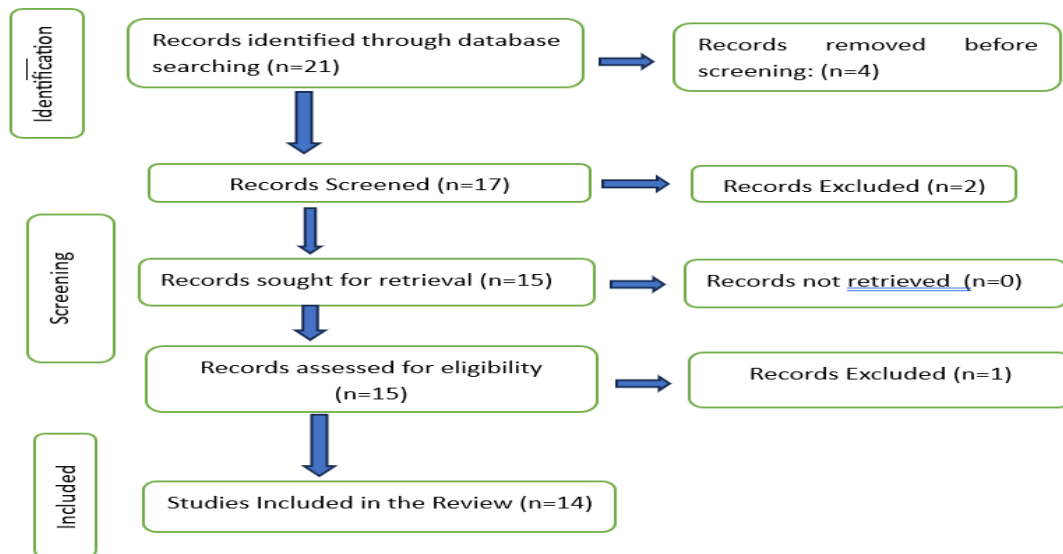 Identification
Records identified through database
searching (n=21)
Records removed before
screening: (n=4)
Records Screened (n=17)
Records Excluded (n=2)
Screening
Records sought for retrieval (n=15)
Records not retrieved (n=0)
Records assessed for eligibility
(n=15)
Records Excluded (n=1)
Included
Studies Included in the Review (n=14)